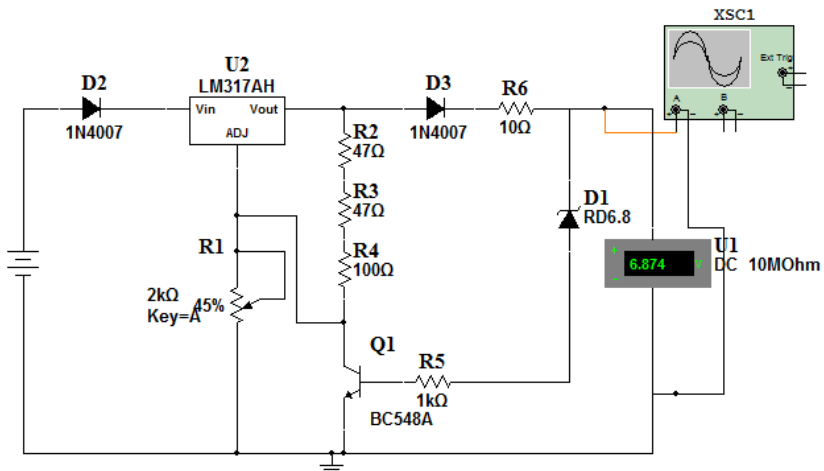 XSC1
Ext Trig
+
-
A
B
+ -
+ -
D2
1N4007
U2
LM317AH
Vin
Vout
ADJ
D3
1N4007
R6
10Ω
R2
47Ω
R3
47Ω
R4
100Ω
D1
RD6.8
R1
2kΩ
45%
Key=A
U1
+
6.874
V
-
DC 10MOhm
Q1
BC548A
R5
1kΩ